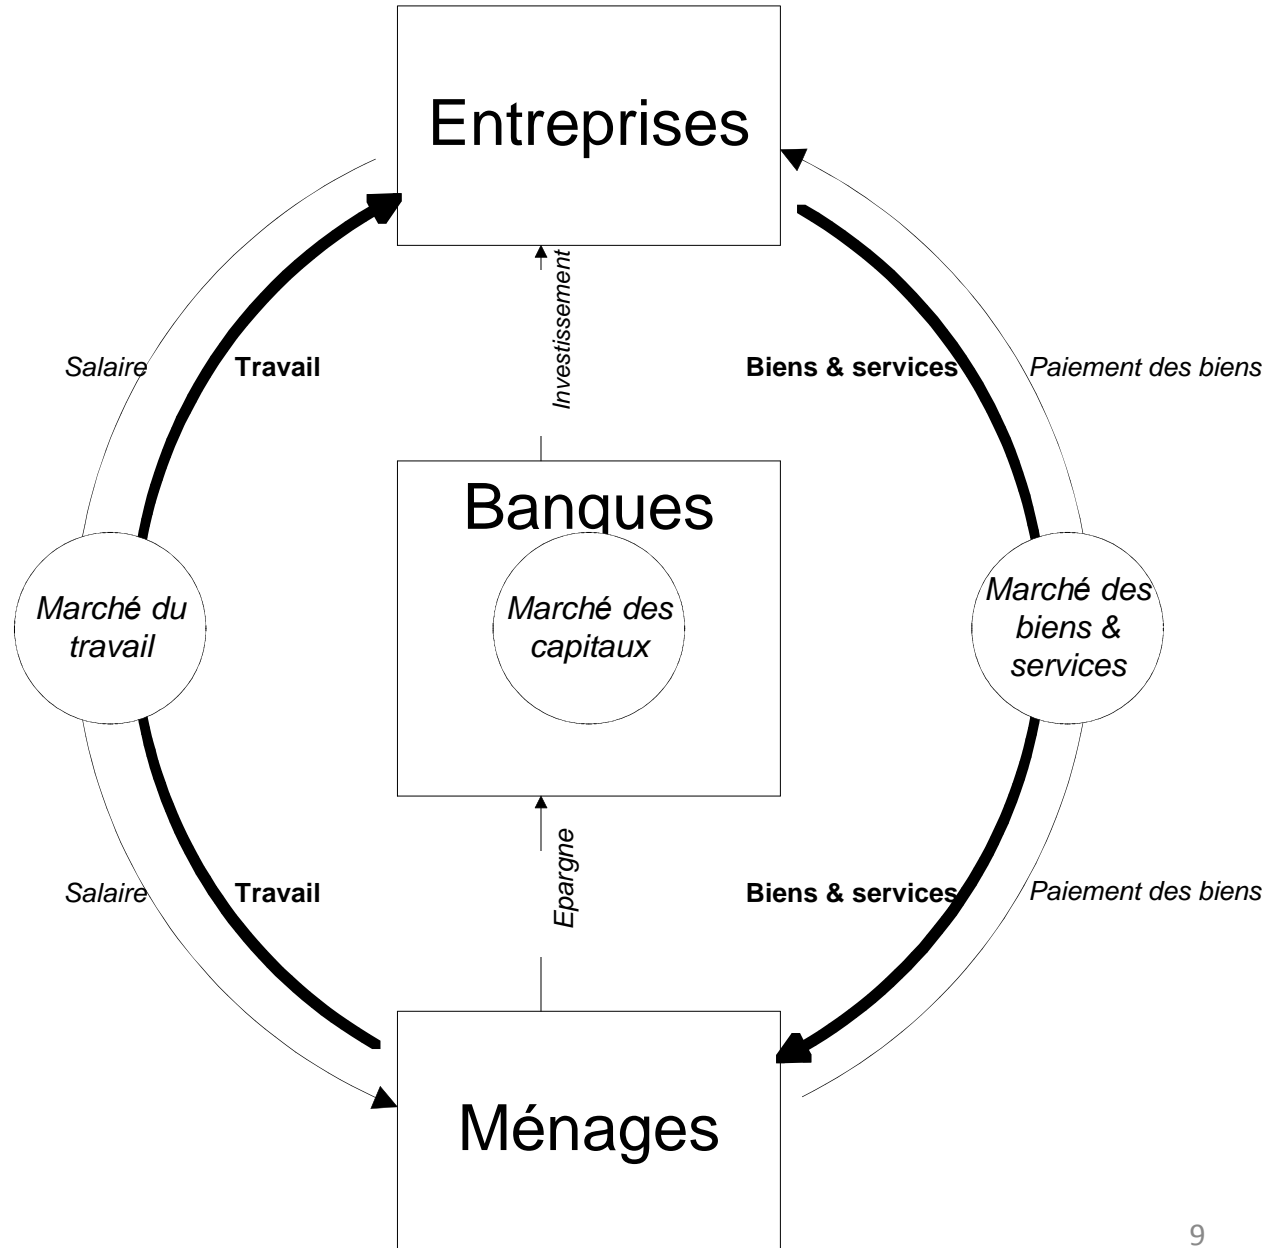 Entreprises
Investissement
Salaire
Travail
Biens & services
Paiement des biens
Banques
Marché du
travail
Marché des
capitaux
Marché des
biens &
services
Epargne
Salaire
Travail
Biens & services
Paiement des biens
Ménages
9